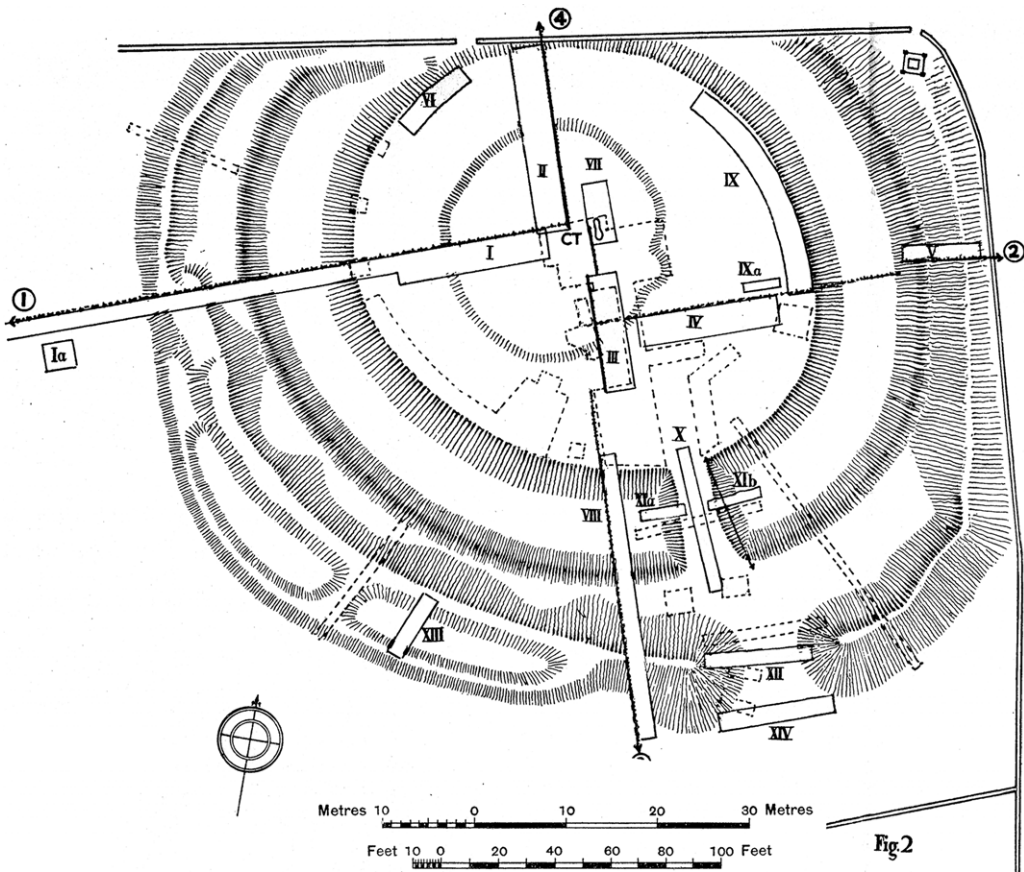 ④
VI
II
VII
IX
CT
I
V
②
IXa
①
IV
Ia
III
X
XIb
XIa
VIII
XIII
XII
XIV
Metres 10 0 10 20 30 Metres
Feet 10 0 20 40 60 80 100 Feet
Fig.2